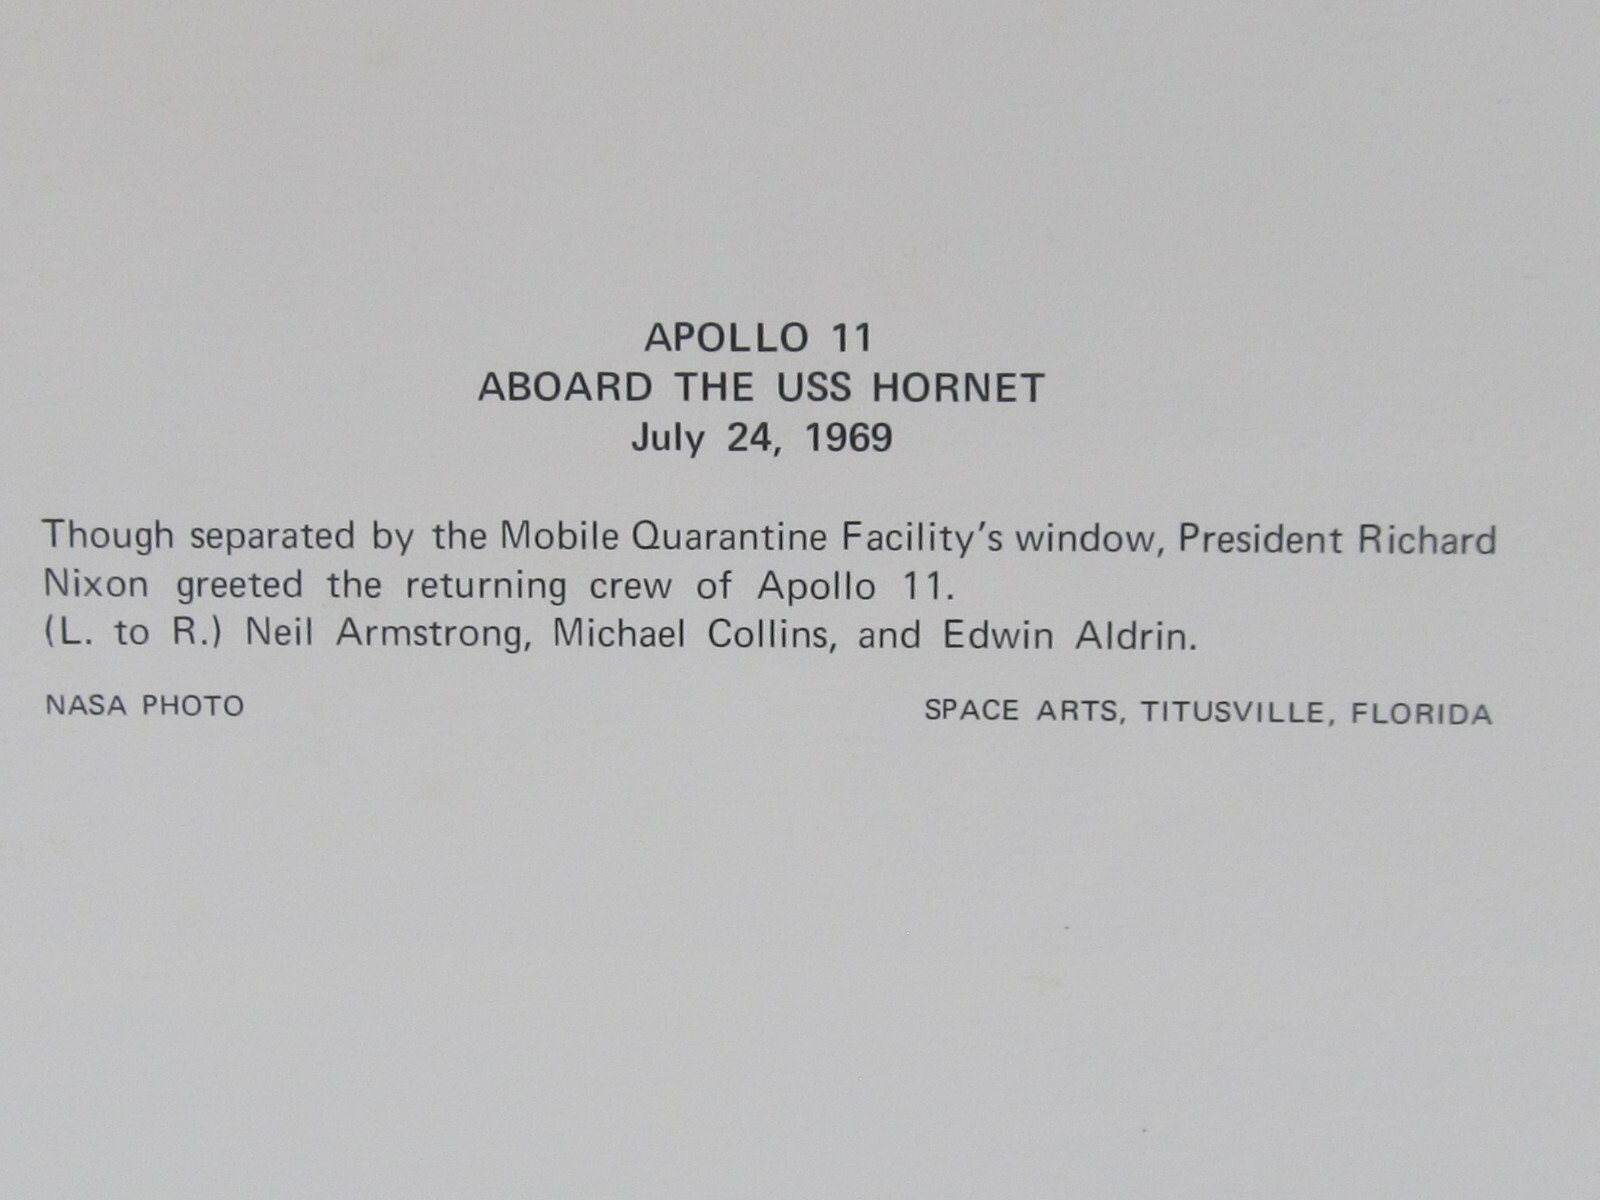 APOLLO 11
ABOARD THE USS HORNET
July 24, 1969
Though separated by the Mobile Quarantine Facility's window, President Richard
Nixon greeted the returning crew of Apollo 11.
(L. to R.) Neil Armstrong, Michael Collins, and Edwin Aldrin.
NASA PHOTO
SPACE ARTS, TITUSVILLE, FLORIDA